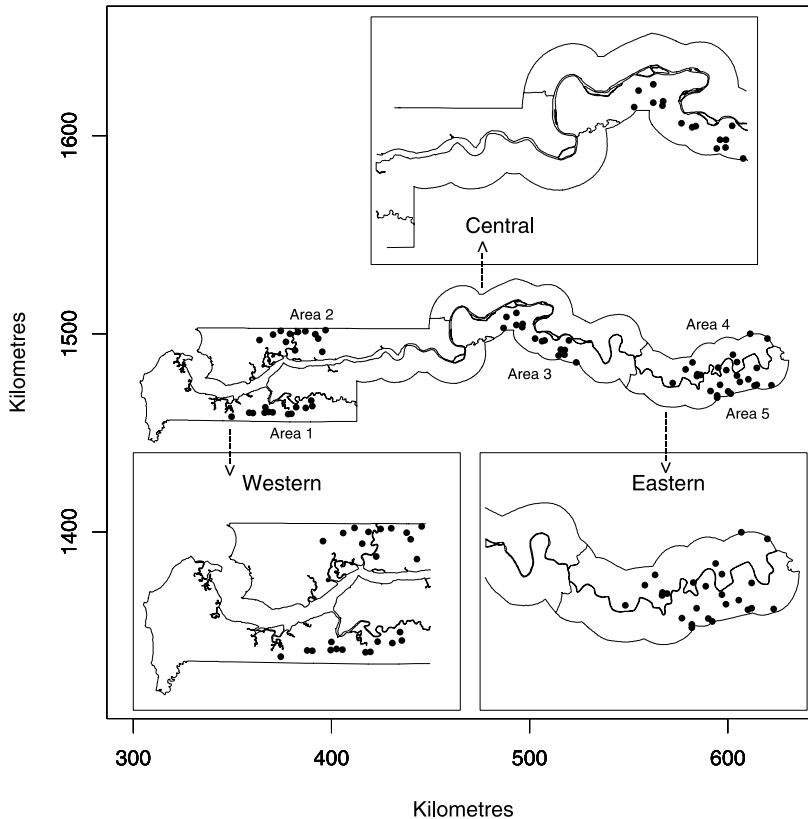 Central
Area 2
Area 4
Area 3
Area 5
Area 1
Western
Eastern
1600
1500
1400
Kilometres
300
400
500
600
Kilometres